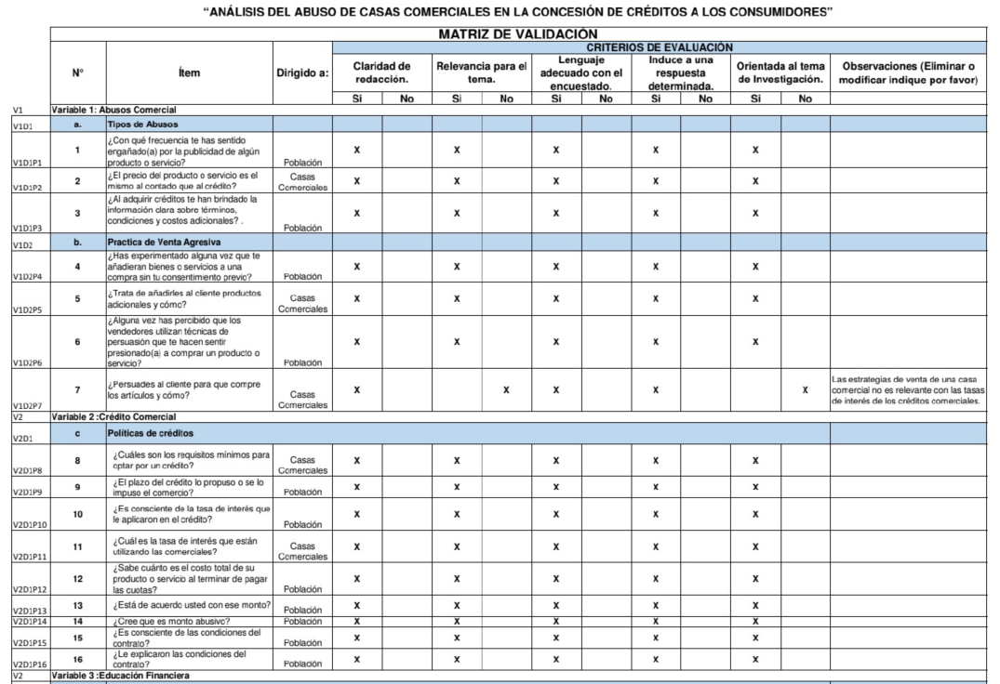 “ANÁLISIS DEL ABUSO DE CASAS COMERCIALES EN LA CONCESIÓN DE CRÉDITOS A LOS CONSUMIDORES”
MATRIZ DE VALIDACIÓN
CRITERIOS DE EVALUACIÓN
N° Ítem Dirigido a: Claridad de redacción. Relevancia para el tema. Lenguaje adecuado con el encuestado. Induce a una respuesta determinada. Orientada al tema de Investigación. Observaciones (Eliminar o modificar indique por favor)
Si No Si No Si No Si No Si No
V1 Variable 1: Abusos Comercial
V1D1 a. Tipos de Abusos
V1D1P1 1 ¿Con qué frecuencia te has sentido engañado(a) por la publicidad de algún producto o servicio? Población X X X X X
V1D1P2 2 ¿El precio del producto o servicio es el mismo al contado que al crédito? Casas Comerciales X X X X X
V1D1P3 3 ¿Al adquirir créditos te han brindado la información clara sobre términos, condiciones y costos adicionales? . Población X X X X X
V1D2 b. Practica de Venta Agresiva
V1D2P4 4 ¿Has experimentado alguna vez que te añadieran bienes o servicios a una compra sin tu consentimiento previo? Población X X X X X
V1D2P5 5 ¿Trata de añadirles al cliente productos adicionales y cómo? Casas Comerciales X X X X X
V1D2P6 6 ¿Alguna vez has percibido que los vendedores utilizan técnicas de persuasión que te hacen sentir presionado(a) a comprar un producto o servicio? Población X X X X X
V1D2P7 7 ¿Persuades al cliente para que compre los artículos y cómo? Casas Comerciales X X X X X Las estrategias de venta de una casa comercial no es relevante con las tasas de interés de los créditos comerciales.
V2 Variable 2 :Crédito Comercial
V2D1 c Políticas de créditos
V2D1P8 8 ¿Cuáles son los requisitos mínimos para optar por un crédito? Casas Comerciales X X X X X
V2D1P9 9 ¿El plazo del crédito lo propuso o se lo impuso el comercio? Población X X X X X
V2D1P10 10 ¿Es consciente de la tasa de interés que le aplicaron en el crédito? Población X X X X X
V2D1P11 11 ¿Cuál es la tasa de interés que están utilizando las comerciales? Casas Comerciales X X X X X
V2D1P12 12 ¿Sabe cuánto es el costo total de su producto o servicio al terminar de pagar las cuotas? Población X X X X X
V2D1P13 13 ¿Está de acuerdo usted con ese monto? Población X X X X X
V2D1P14 14 ¿Cree que es monto abusivo? Población X X X X X
V2D1P15 15 ¿Es consciente de las condiciones del contrato? Población X X X X X
V2D1P16 16 ¿Le explicaron las condiciones del contrato? Población X X X X X
V2 Variable 3 :Educación Financiera